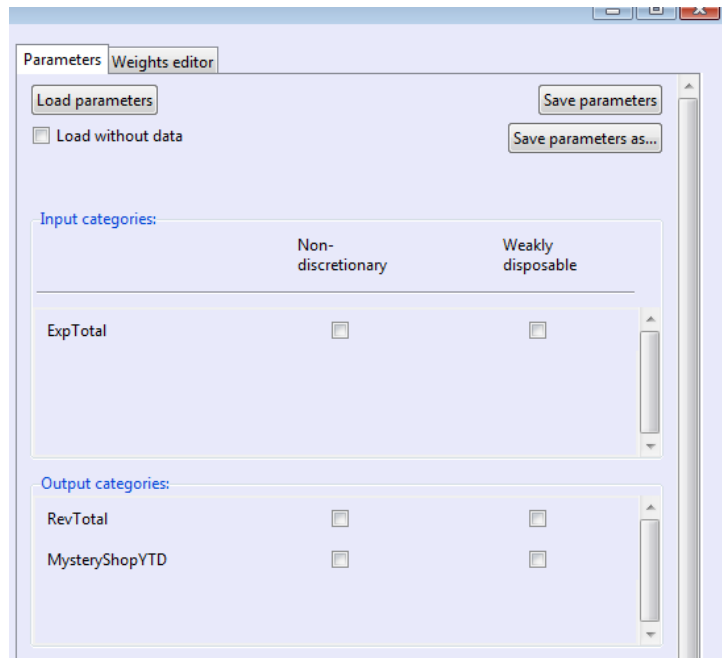 Parameters Weights editor
Load parameters Save parameters
Load without data Save parameters as...
Input categories:
Non- Weakly
discretionary disposable
ExpTotal
Output categories:
RevTotal
MysteryShopYTD